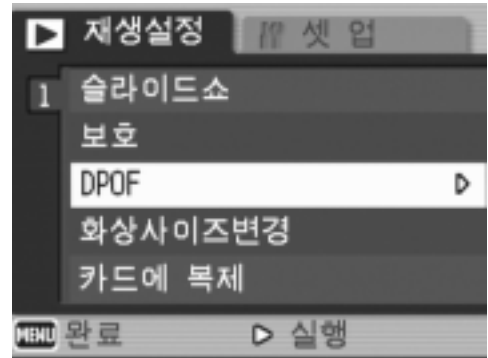 재생설정 셋 업
1 슬라이드쇼
보호
DPOF
화상사이즈변경
카드에 복제
MENU 완료 실행